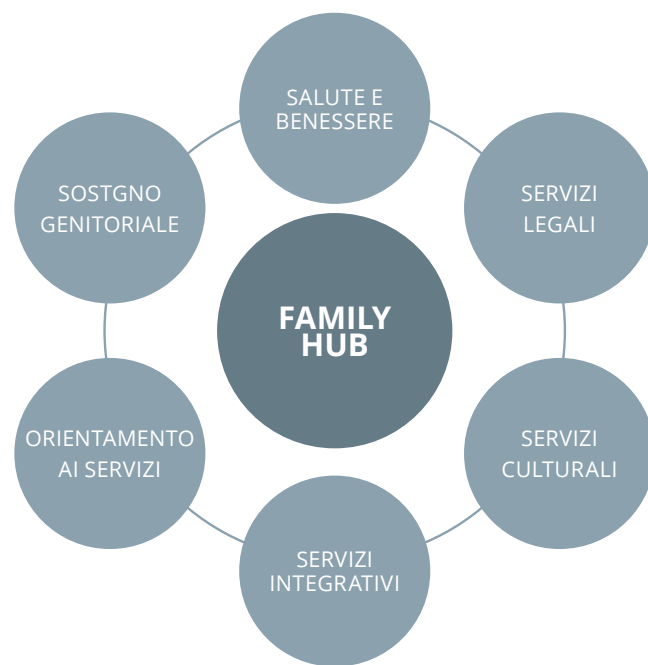 SALUTE E
BENESSERE
SOSTGNO
GENITORIALE
SERVIZI
LEGALI
FAMILY
HUB
ORIENTAMENTO
AI SERVIZI
SERVIZI
CULTURALI
SERVIZI
INTEGRATIVI